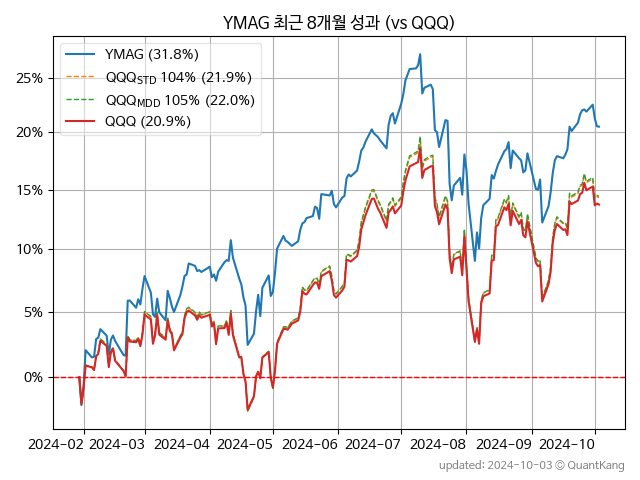 YMAG 최근 8개월 성과 (vs QQQ)
YMAG (31.8%)
QQQSTD 104% (21.9%)
QQQMDD 105% (22.0%)
QQQ (20.9%)
25%
20%
15%
10%
5%
0%
2024-02 2024-03 2024-04 2024-05 2024-06 2024-07 2024-08 2024-09 2024-10
updated: 2024-10-03 © QuantKang